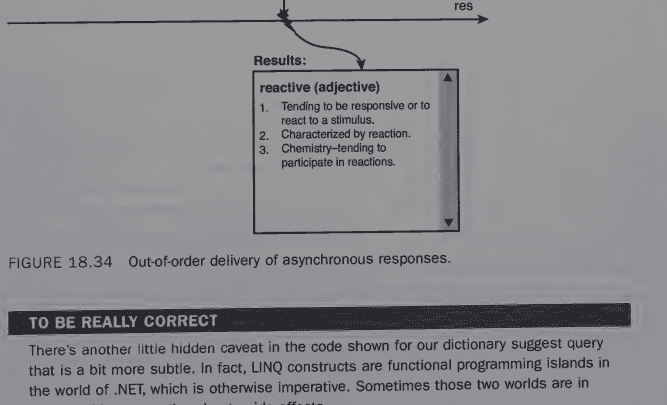 res
Results:
reactive (adjective)
1. Tending to be responsive or to
react to a stimulus.
2. Characterized by reaction.
3. Chemistry–tending to
participate in reactions.
FIGURE 18.34 Out-of-order delivery of asynchronous responses.
TO BE REALLY CORRECT
There's another little hidden caveat in the code shown for our dictionary suggest query
that is a bit more subtle. In fact, LINQ constructs are functional programming islands in
the world of .NET, which is otherwise imperative. Sometimes those two worlds are in